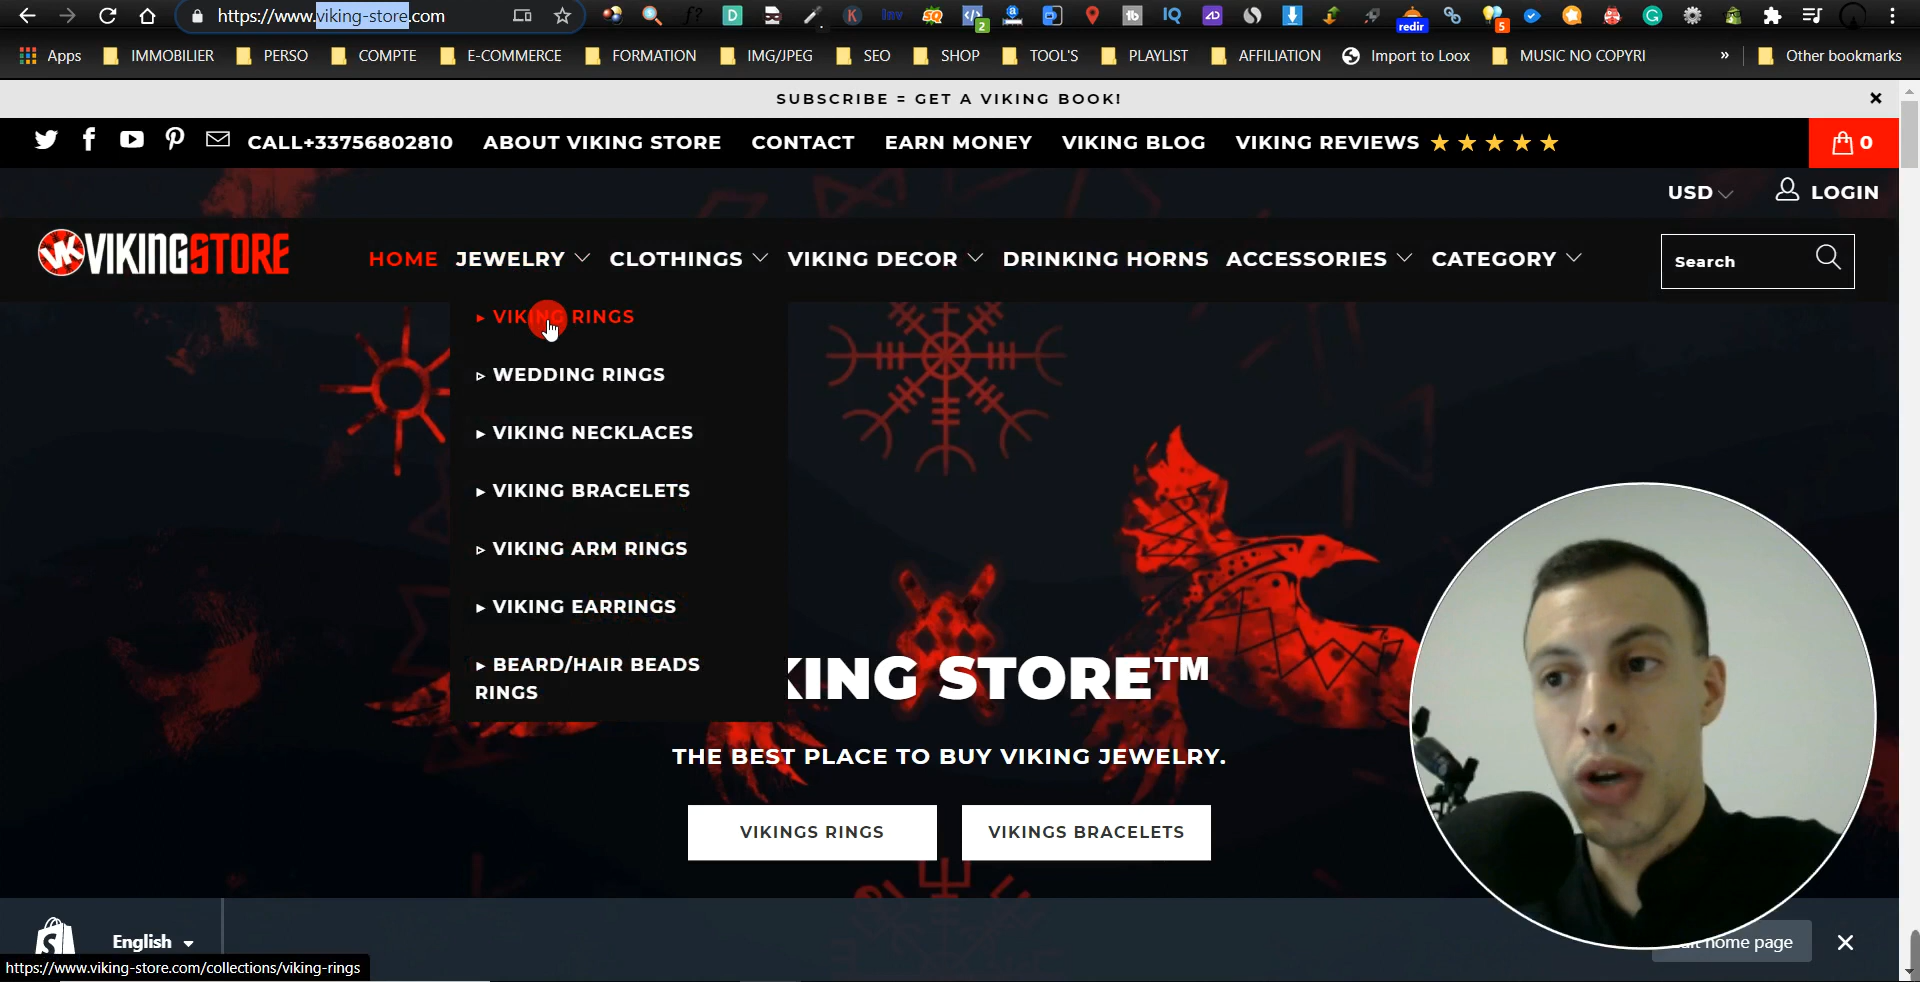 https://www.viking-store.com
2
redir
5
Apps IMMOBILIER PERSO COMPTE E-COMMERCE FORMATION IMG/JPEG SEO SHOP TOOL'S PLAYLIST AFFILIATION Import to Loox MUSIC NO COPYRI » Other bookmarks
SUBSCRIBE = GET A VIKING BOOK!
CALL+33756802810 ABOUT VIKING STORE CONTACT EARN MONEY VIKING BLOG VIKING REVIEWS 0
USD LOGIN
VIKINGSTORE HOME JEWELRY CLOTHINGS VIKING DECOR DRINKING HORNS ACCESSORIES CATEGORY Search
VIKING RINGS
WEDDING RINGS
VIKING NECKLACES
VIKING BRACELETS
VIKING ARM RINGS
VIKING EARRINGS
BEARD/HAIR BEADS
RINGS
KING STORE™
THE BEST PLACE TO BUY VIKING JEWELRY.
VIKINGS RINGS VIKINGS BRACELETS
English home page
https://www.viking-store.com/collections/viking-rings